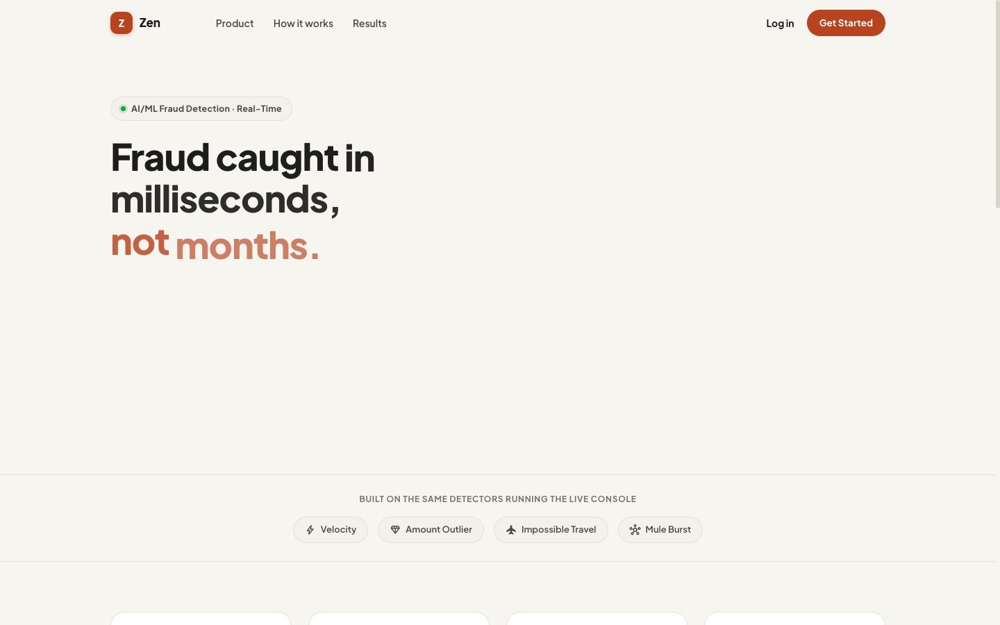 Z Zen Product How it works Results Log in Get Started
AI/ML Fraud Detection · Real-Time
Fraud caught in
milliseconds,
not months.
BUILT ON THE SAME DETECTORS RUNNING THE LIVE CONSOLE
Velocity Amount Outlier Impossible Travel Mule Burst